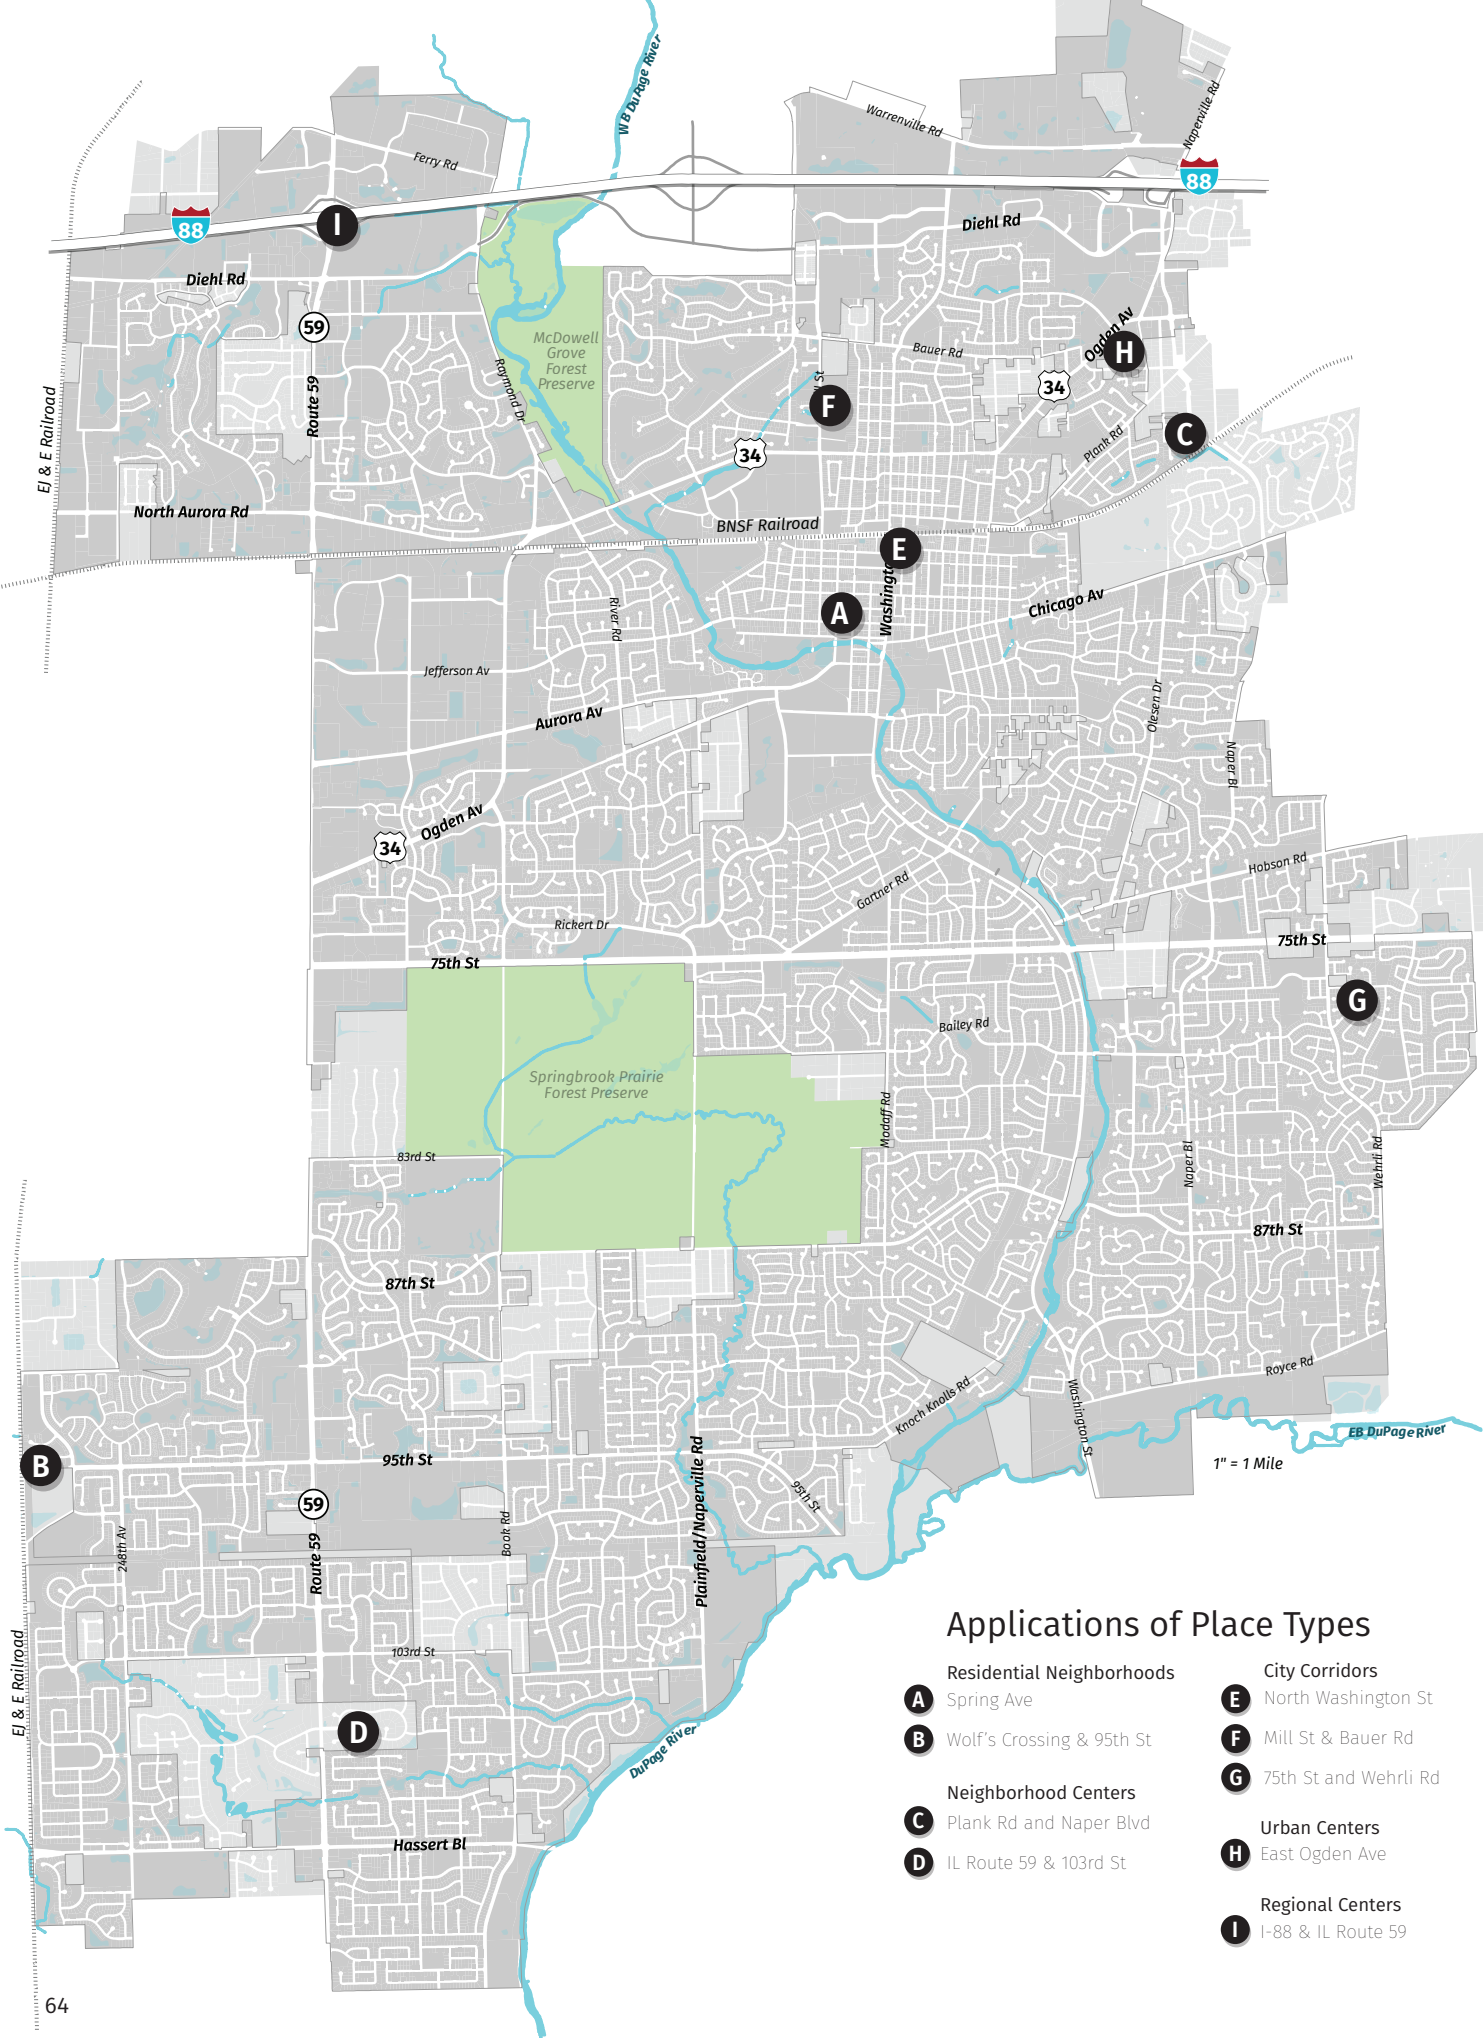 W B DuPage River
Warrenville Rd
Naperville Rd
Ferry Rd
88
88
I
Diehl Rd
Diehl Rd
59
McDowell
Grove
Forest
Preserve
Ogden Av
H
Bauer Rd
34
Raymond Dr
Route 59
St
F
C
Plank Rd
34
EJ & E Railroad
North Aurora Rd
BNSF Railroad
E
Washingto
A
Chicago Av
River Rd
Jefferson Av
Aurora Av
Olesen Dr
Naper Bl
Ogden Av
34
Hobson Rd
Gartner Rd
Rickert Dr
75th St
75th St
G
Bailey Rd
Springbrook Prairie
Forest Preserve
Modaff Rd
83rd St
Naper Bl
Wehrli Rd
87th St
87th St
Royce Rd
Knoch Knolls Rd
Washington St
EB DuPage River
1" = 1 Mile
B
95th St
Plainfield/Naperville Rd
95th St
59
Route 59
248th Av
Book Rd
103rd St
EJ & E Railroad
D
DuPage River
Hassert Bl
Applications of Place Types
Residential Neighborhoods
A Spring Ave
B Wolf's Crossing & 95th St
Neighborhood Centers
C Plank Rd and Naper Blvd
D IL Route 59 & 103rd St
City Corridors
E North Washington St
F Mill St & Bauer Rd
G 75th St and Wehrli Rd
Urban Centers
H East Ogden Ave
Regional Centers
I I-88 & IL Route 59
64